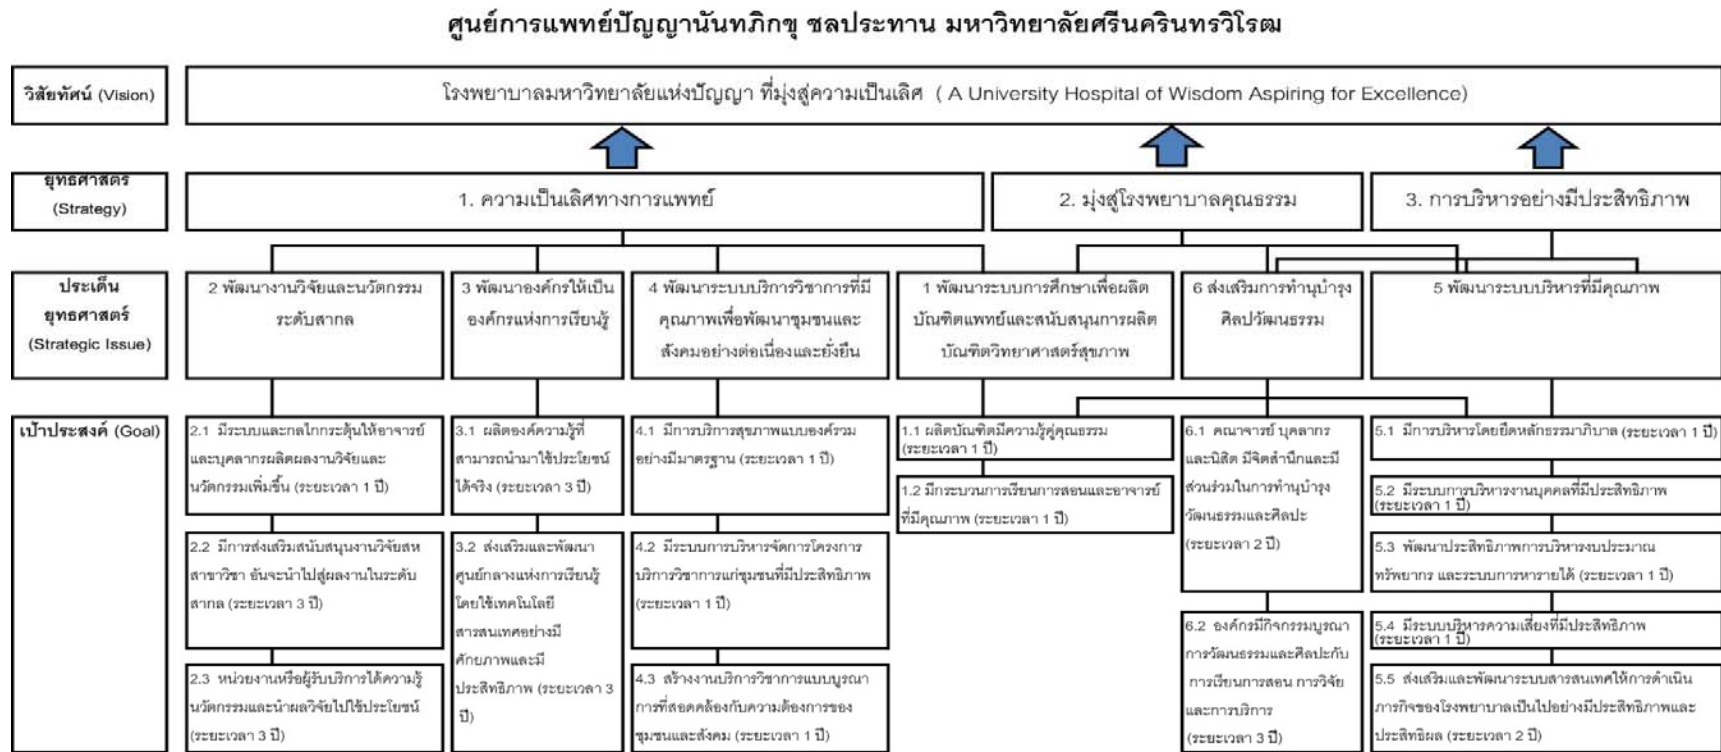 ศูนย์การแพทย์ปัญญานันทภิกขุ ชลประทาน มหาวิทยาลัยศรีนครินทรวิโรฒ
วิสัยทัศน์ (Vision)
โรงพยาบาลมหาวิทยาลัยแห่งปัญญา ที่มุ่งสู่ความเป็นเลิศ ( A University Hospital of Wisdom Aspiring for Excellence)
ยุทธศาสตร์
(Strategy)
1. ความเป็นเลิศทางการแพทย์
2. มุ่งสู่โรงพยาบาลคุณธรรม
3. การบริหารอย่างมีประสิทธิภาพ
ประเด็น
ยุทธศาสตร์
(Strategic Issue)
2 พัฒนางานวิจัยและนวัตกรรม
ระดับสากล
3 พัฒนาองค์กรให้เป็น
องค์กรแห่งการเรียนรู้
4 พัฒนาระบบบริการวิชาการที่มี
คุณภาพเพื่อพัฒนาชุมชนและ
สังคมอย่างต่อเนื่องและยั่งยืน
1 พัฒนาระบบการศึกษาเพื่อผลิต
บัณฑิตแพทย์และสนับสนุนการผลิต
บัณฑิตวิทยาศาสตร์สุขภาพ
6 ส่งเสริมการทำนุบำรุง
ศิลปวัฒนธรรม
5 พัฒนาระบบบริหารที่มีคุณภาพ
เป้าประสงค์ (Goal)
2.1 มีระบบและกลไกกระตุ้นให้อาจารย์
และบุคลากรผลิตผลงานวิจัยและ
นวัตกรรมเพิ่มขึ้น (ระยะเวลา 1 ปี)
2.2 มีการส่งเสริมสนับสนุนงานวิจัยสห
สาขาวิชา อันจะนำไปสู่ผลงานในระดับ
สากล (ระยะเวลา 3 ปี)
2.3 หน่วยงานหรือผู้รับบริการได้ความรู้
นวัตกรรมและนำผลวิจัยไปใช้ประโยชน์
(ระยะเวลา 3 ปี)
3.1 ผลิตองค์ความรู้ที่
สามารถนำมาใช้ประโยชน์
ได้จริง (ระยะเวลา 3 ปี)
3.2 ส่งเสริมและพัฒนา
ศูนย์กลางแห่งการเรียนรู้
โดยใช้เทคโนโลยี
สารสนเทศอย่างมี
ศักยภาพและมี
ประสิทธิภาพ (ระยะเวลา 3
ปี)
4.1 มีการบริการสุขภาพแบบองค์รวม
อย่างมีมาตรฐาน (ระยะเวลา 1 ปี)
4.2 มีระบบการบริหารจัดการโครงการ
บริการวิชาการแก่ชุมชนที่มีประสิทธิภาพ
(ระยะเวลา 1 ปี)
4.3 สร้างงานบริการวิชาการแบบบูรณา
การที่สอดคล้องกับความต้องการของ
ชุมชนและสังคม (ระยะเวลา 1 ปี)
1.1 ผลิตบัณฑิตมีความรู้คู่คุณธรรม
(ระยะเวลา 1 ปี)
1.2 มีกระบวนการเรียนการสอนและอาจารย์
ที่มีคุณภาพ (ระยะเวลา 1 ปี)
6.1 คณาจารย์ บุคลากร
และนิสิต มีจิตสำนึกและมี
ส่วนร่วมในการทำนุบำรุง
วัฒนธรรมและศิลปะ
(ระยะเวลา 2 ปี)
6.2 องค์กรมีกิจกรรมบูรณา
การวัฒนธรรมและศิลปะกับ
การเรียนการสอน การวิจัย
และการบริการ
(ระยะเวลา 3 ปี)
5.1 มีการบริหารโดยยึดหลักธรรมาภิบาล (ระยะเวลา 1 ปี)
5.2 มีระบบการบริหารงานบุคคลที่มีประสิทธิภาพ
(ระยะเวลา 1 ปี)
5.3 พัฒนาประสิทธิภาพการบริหารงบประมาณ
ทรัพยากร และระบบการหารายได้ (ระยะเวลา 1 ปี)
5.4 มีระบบบริหารความเสี่ยงที่มีประสิทธิภาพ
(ระยะเวลา 1 ปี)
5.5 ส่งเสริมและพัฒนาระบบสารสนเทศให้การดำเนิน
ภารกิจของโรงพยาบาลเป็นไปอย่างมีประสิทธิภาพและ
ประสิทธิผล (ระยะเวลา 2 ปี)